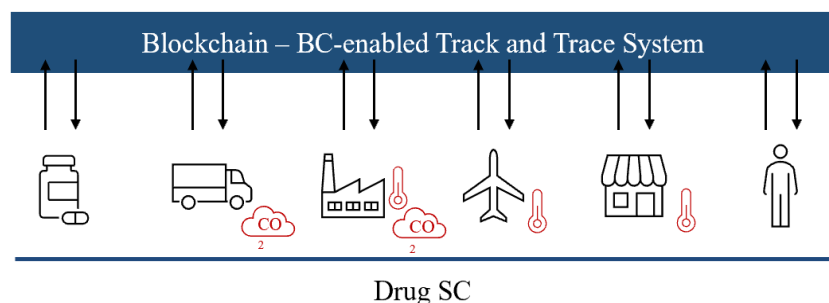 Blockchain – BC-enabled Track and Trace System
CO
2
CO
2
Drug SC